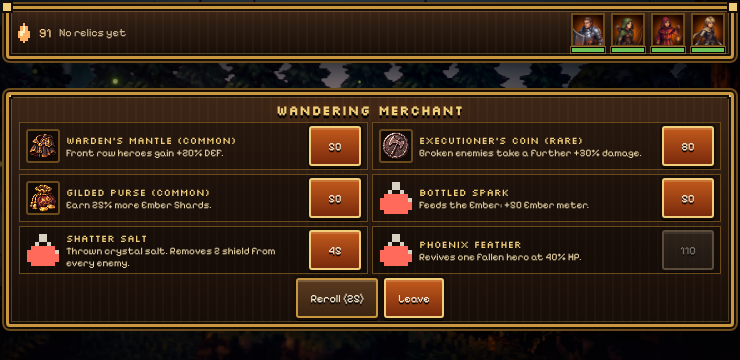 91 No relics yet
WANDERING MERCHANT
WARDEN'S MANTLE (COMMON)
Front row heroes gain +20% DEF.
50
EXECUTIONER'S COIN (RARE)
Broken enemies take a further +30% damage.
80
GILDED PURSE (COMMON)
Earn 25% more Ember Shards.
50
BOTTLED SPARK
Feeds the Ember: +50 Ember meter.
50
SHATTER SALT
Thrown crystal salt. Removes 2 shield from
every enemy.
45
PHOENIX FEATHER
Revives one fallen hero at 40% HP.
110
Reroll (25)
Leave